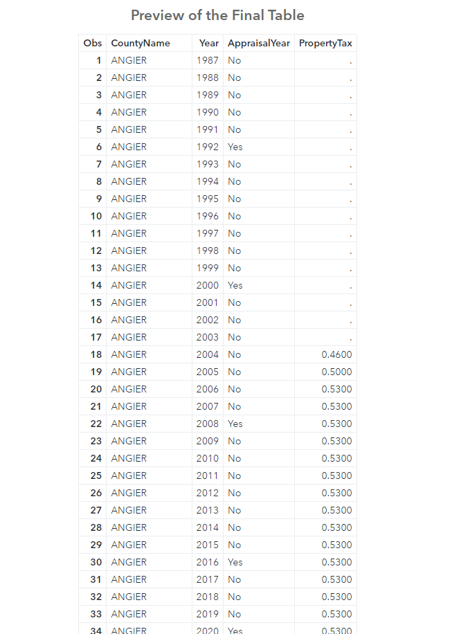 Preview of the Final Table
Obs CountyName Year AppraisalYear PropertyTax
1 ANGIER 1987 No .
2 ANGIER 1988 No .
3 ANGIER 1989 No .
4 ANGIER 1990 No .
5 ANGIER 1991 No .
6 ANGIER 1992 Yes .
7 ANGIER 1993 No .
8 ANGIER 1994 No .
9 ANGIER 1995 No .
10 ANGIER 1996 No .
11 ANGIER 1997 No .
12 ANGIER 1998 No .
13 ANGIER 1999 No .
14 ANGIER 2000 Yes .
15 ANGIER 2001 No .
16 ANGIER 2002 No .
17 ANGIER 2003 No .
18 ANGIER 2004 No 0.4600
19 ANGIER 2005 No 0.5000
20 ANGIER 2006 No 0.5300
21 ANGIER 2007 No 0.5300
22 ANGIER 2008 Yes 0.5300
23 ANGIER 2009 No 0.5300
24 ANGIER 2010 No 0.5300
25 ANGIER 2011 No 0.5300
26 ANGIER 2012 No 0.5300
27 ANGIER 2013 No 0.5300
28 ANGIER 2014 No 0.5300
29 ANGIER 2015 No 0.5300
30 ANGIER 2016 Yes 0.5300
31 ANGIER 2017 No 0.5300
32 ANGIER 2018 No 0.5300
33 ANGIER 2019 No 0.5300
34 ANGIER 2020 Yes 0.5300